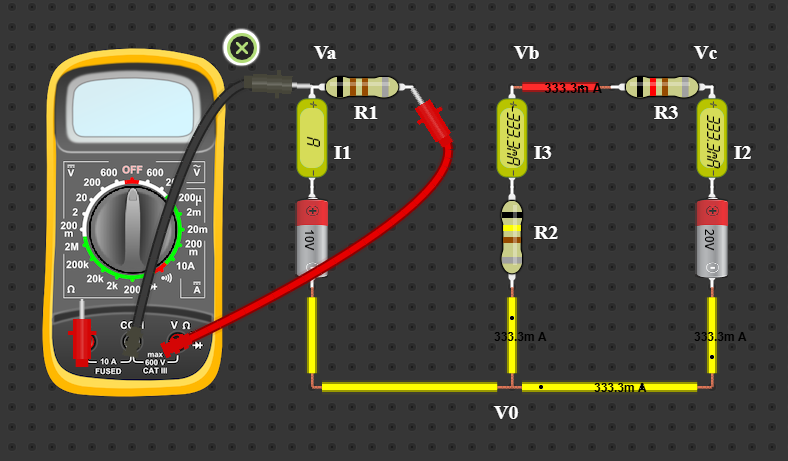 Va
Vb
Vc
333.3m A
R1
R3
A
I1
-333.3mA
I3
333.3mA
I2
10V
R2
20V
333.3m A
333.3m A
333.3m A
V0
V
600
OFF
600
V
200
20
20
2
200
m
2M
200k
20k
2k
200
200µ
2m
20m
200
m
10A
Ω
A
COM
V Ω
10 A
FUSED
max
600 V
CAT III